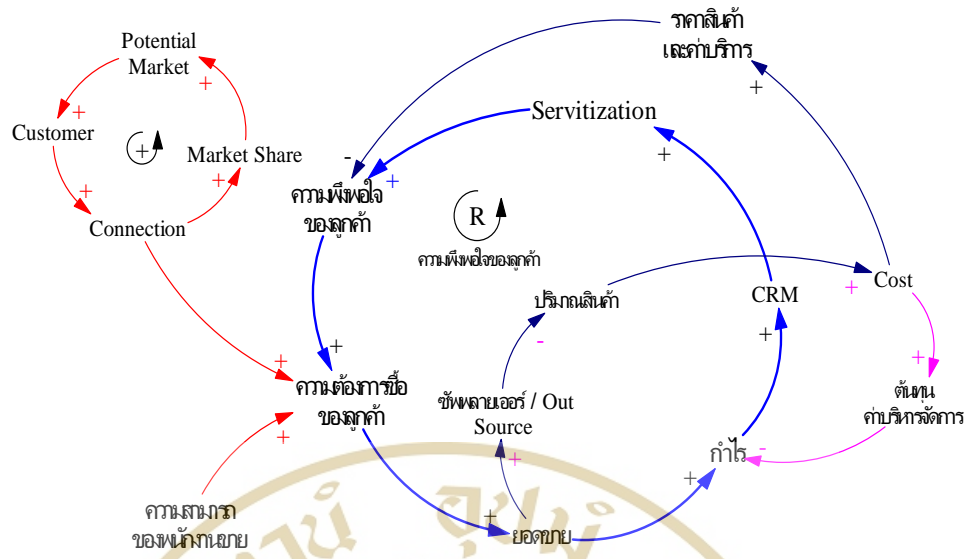 Potential
Market
Customer
Market Share
Connection
+
+
+
+
+
ราคาสินค้า
และค่าบริการ
+
Servitization
+
-
+
ความพึงพอใจ
ของลูกค้า
R
ความพึงพอใจของลูกค้า
ปริมาณสินค้า
+
Cost
CRM
+
-
+
+
+
ความต้องการซื้อ
ของลูกค้า
+
ซัพพลายเออร์ / Out
Source
+
ต้นทุน
ค่าบริหารจัดการ
กำไร
-
+
ความสามารถ
ของพนักงานขาย
+
ยอดขาย